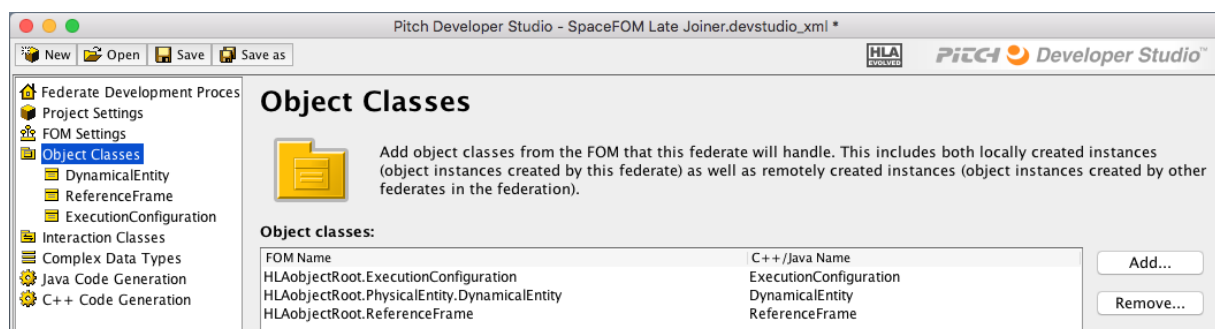 Pitch Developer Studio - SpaceFOM Late Joiner.devstudio_xml *
New Open Save Save as HLA EVOLVED PITCH Developer Studio™
Federate Development Proces
Project Settings
FOM Settings
Object Classes
DynamicalEntity
ReferenceFrame
ExecutionConfiguration
Interaction Classes
Complex Data Types
Java Code Generation
C++ Code Generation
Object Classes
Add object classes from the FOM that this federate will handle. This includes both locally created instances
(object instances created by this federate) as well as remotely created instances (object instances created by other
federates in the federation).
Object classes:
FOM Name C++/Java Name
HLAobjectRoot.ExecutionConfiguration ExecutionConfiguration
HLAobjectRoot.PhysicalEntity.DynamicalEntity DynamicalEntity
HLAobjectRoot.ReferenceFrame ReferenceFrame
Add...
Remove...